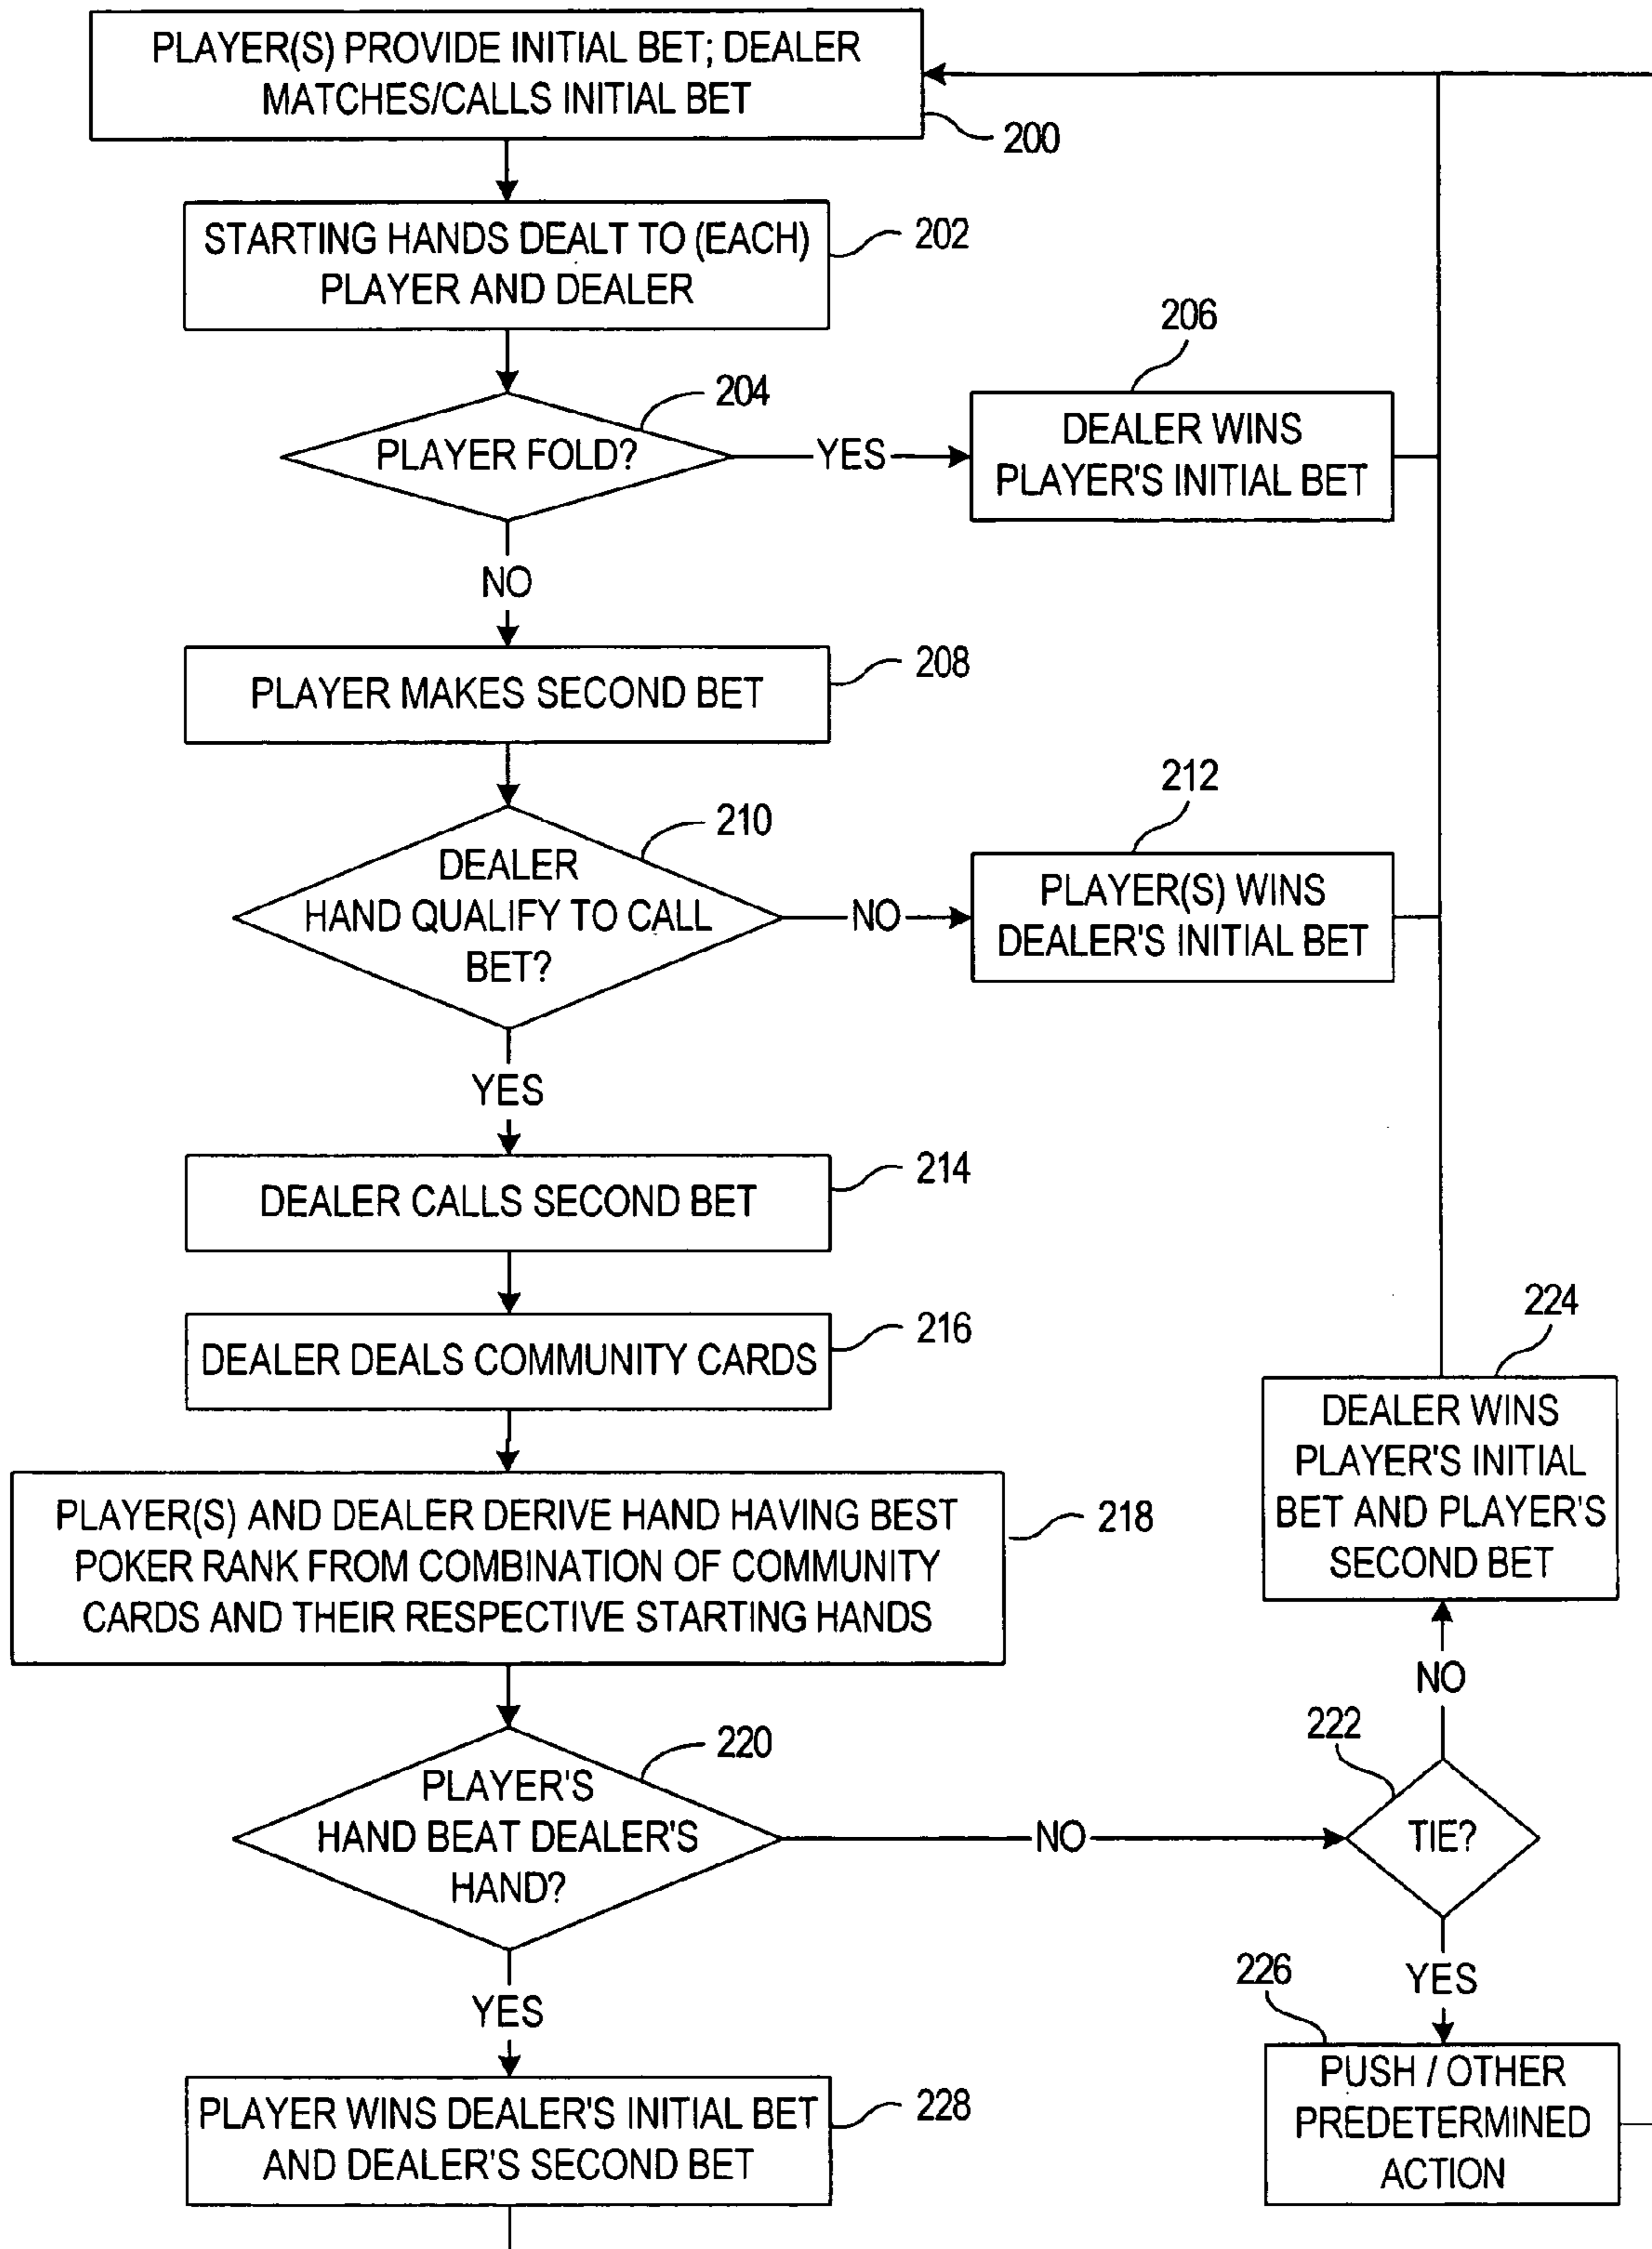 PLAYER(S) PROVIDE INITIAL BET; DEALER
MATCHES/CALLS INITIAL BET
200
STARTING HANDS DEALT TO (EACH)
PLAYER AND DEALER
202
204
PLAYER FOLD?
YES
206
DEALER WINS
PLAYER'S INITIAL BET
NO
PLAYER MAKES SECOND BET
208
210
DEALER
HAND QUALIFY TO CALL
BET?
NO
212
PLAYER(S) WINS
DEALER'S INITIAL BET
YES
DEALER CALLS SECOND BET
214
DEALER DEALS COMMUNITY CARDS
216
PLAYER(S) AND DEALER DERIVE HAND HAVING BEST
POKER RANK FROM COMBINATION OF COMMUNITY
CARDS AND THEIR RESPECTIVE STARTING HANDS
218
220
PLAYER'S
HAND BEAT DEALER'S
HAND?
NO
222
TIE?
NO
224
DEALER WINS
PLAYER'S INITIAL
BET AND PLAYER'S
SECOND BET
YES
226
PUSH / OTHER
PREDETERMINED
ACTION
YES
PLAYER WINS DEALER'S INITIAL BET
AND DEALER'S SECOND BET
228